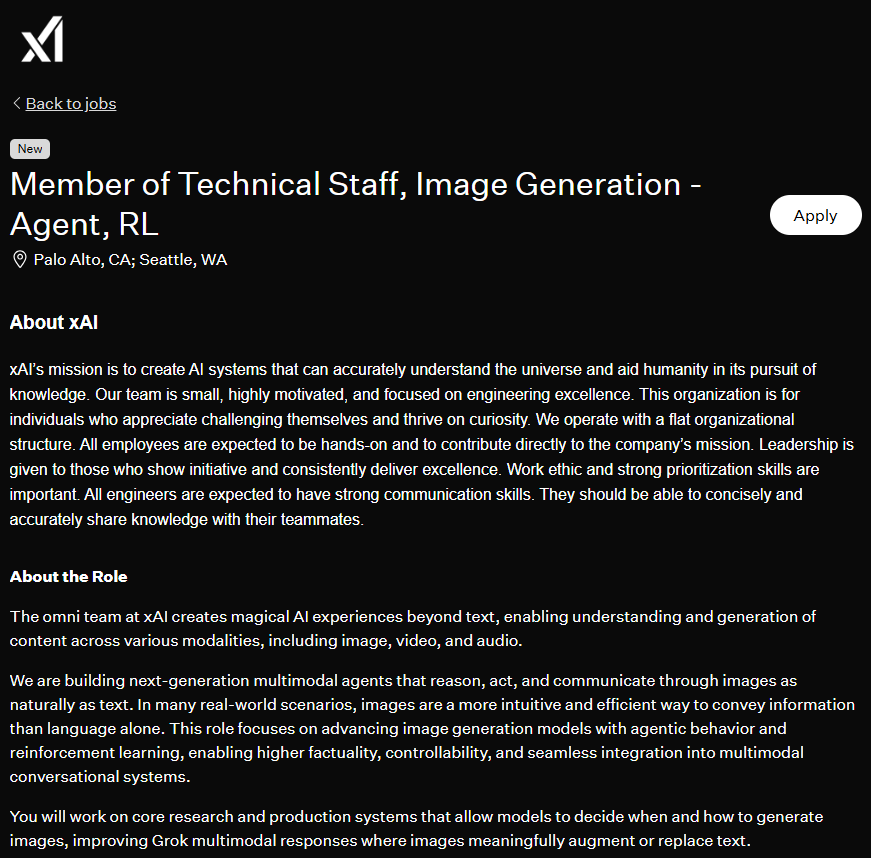 xAI
Back to jobs
New
Member of Technical Staff, Image Generation -
Agent, RL
Apply
Palo Alto, CA; Seattle, WA
About xAI
xAI’s mission is to create AI systems that can accurately understand the universe and aid humanity in its pursuit of
knowledge. Our team is small, highly motivated, and focused on engineering excellence. This organization is for
individuals who appreciate challenging themselves and thrive on curiosity. We operate with a flat organizational
structure. All employees are expected to be hands-on and to contribute directly to the company’s mission. Leadership is
given to those who show initiative and consistently deliver excellence. Work ethic and strong prioritization skills are
important. All engineers are expected to have strong communication skills. They should be able to concisely and
accurately share knowledge with their teammates.
About the Role
The omni team at xAI creates magical AI experiences beyond text, enabling understanding and generation of
content across various modalities, including image, video, and audio.
We are building next-generation multimodal agents that reason, act, and communicate through images as
naturally as text. In many real-world scenarios, images are a more intuitive and efficient way to convey information
than language alone. This role focuses on advancing image generation models with agentic behavior and
reinforcement learning, enabling higher factuality, controllability, and seamless integration into multimodal
conversational systems.
You will work on core research and production systems that allow models to decide when and how to generate
images, improving Grok multimodal responses where images meaningfully augment or replace text.